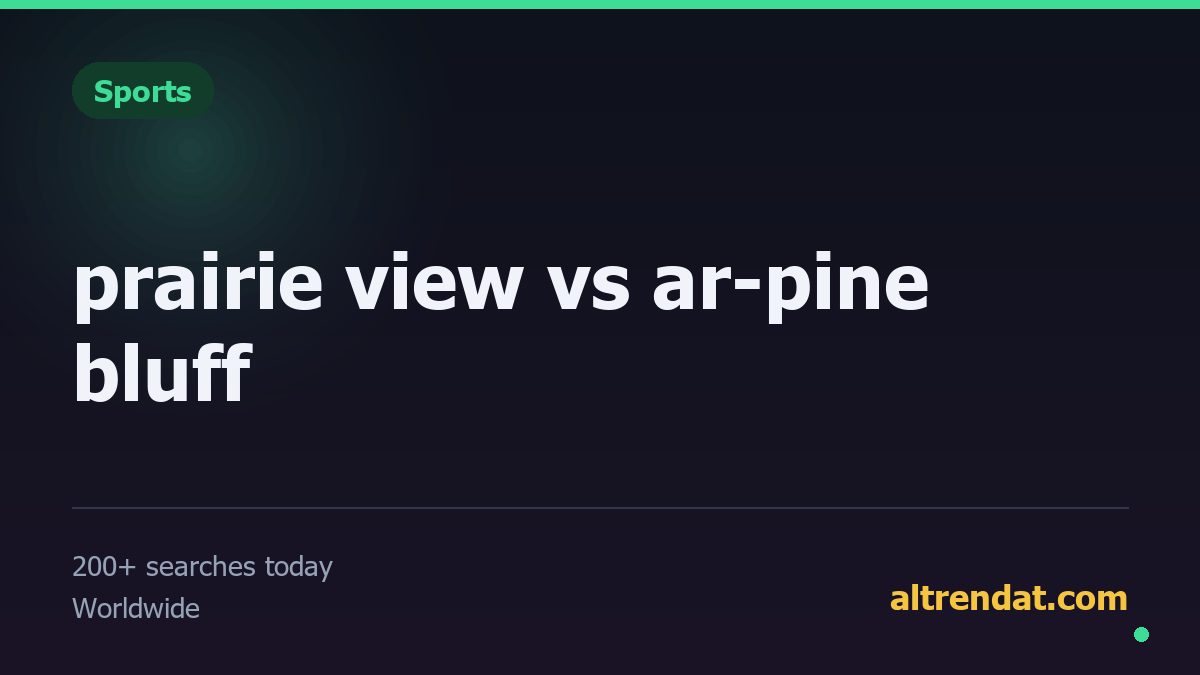 Sports
prairie view vs ar-pine
bluff
200+ searches today
Worldwide
altrendat.com